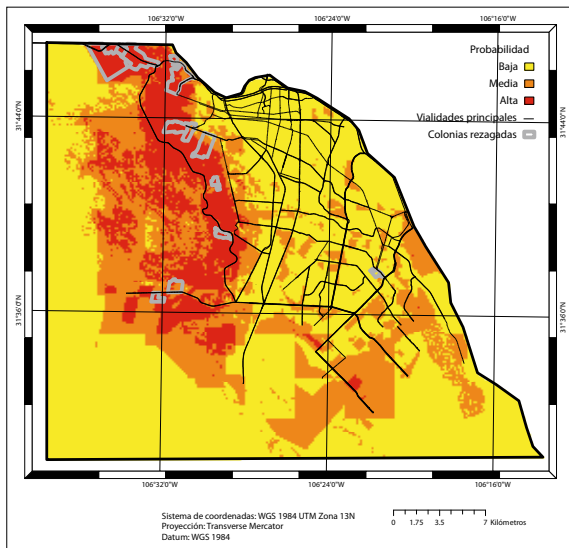 106°32'0"W 106°24'0"W 106°16'0"W
Probabilidad
Baja
Media
Alta
Vialidades principales
Colonias rezagadas
31°44'0"N 31°44'0"N
31°36'0"N 31°36'0"N
106°32'0"W 106°24'0"W 106°16'0"W
Sistema de coordenadas: WGS 1984 UTM Zona 13N
Proyección: Transverse Mercator
Datum: WGS 1984
0 1.75 3.5 7 Kilómtros